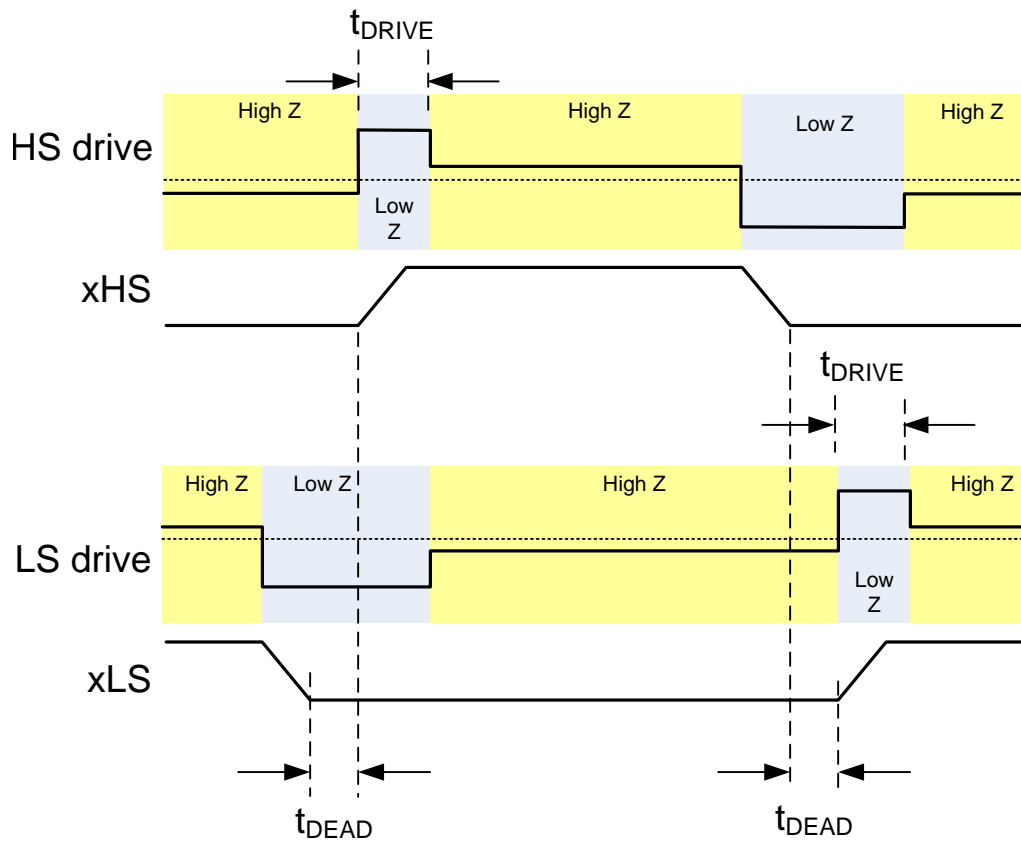 tDRIVE
High Z
High Z
Low Z
High Z
HS drive
Low
Z
xHS
tDRIVE
High Z
Low Z
High Z
High Z
LS drive
Low
Z
xLS
tDEAD
tDEAD